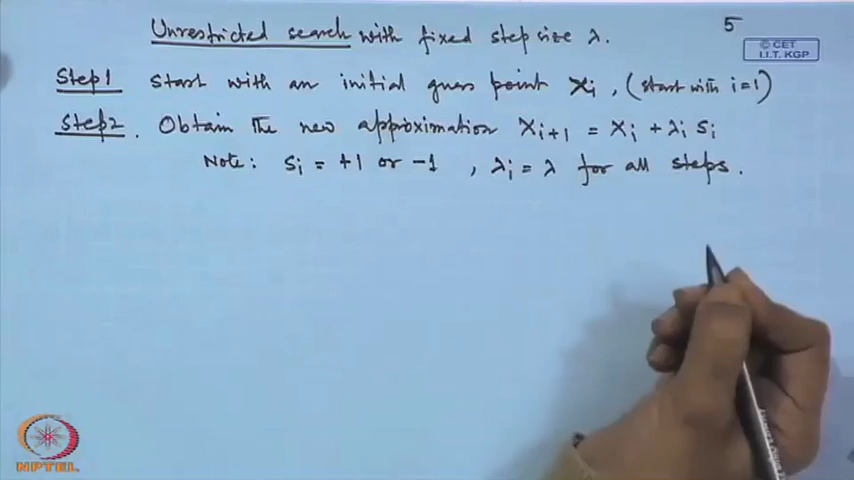 5
© CET
I.I.T. KGP
Unrestricted search with fixed step size λ.
Step1 Start with an initial guess point Xi, (start with i=1)
Step2. Obtain the new approximation Xi+1 = Xi + λi Si
Note: Si = +1 or -1, λi = λ for all steps.
NPTEL